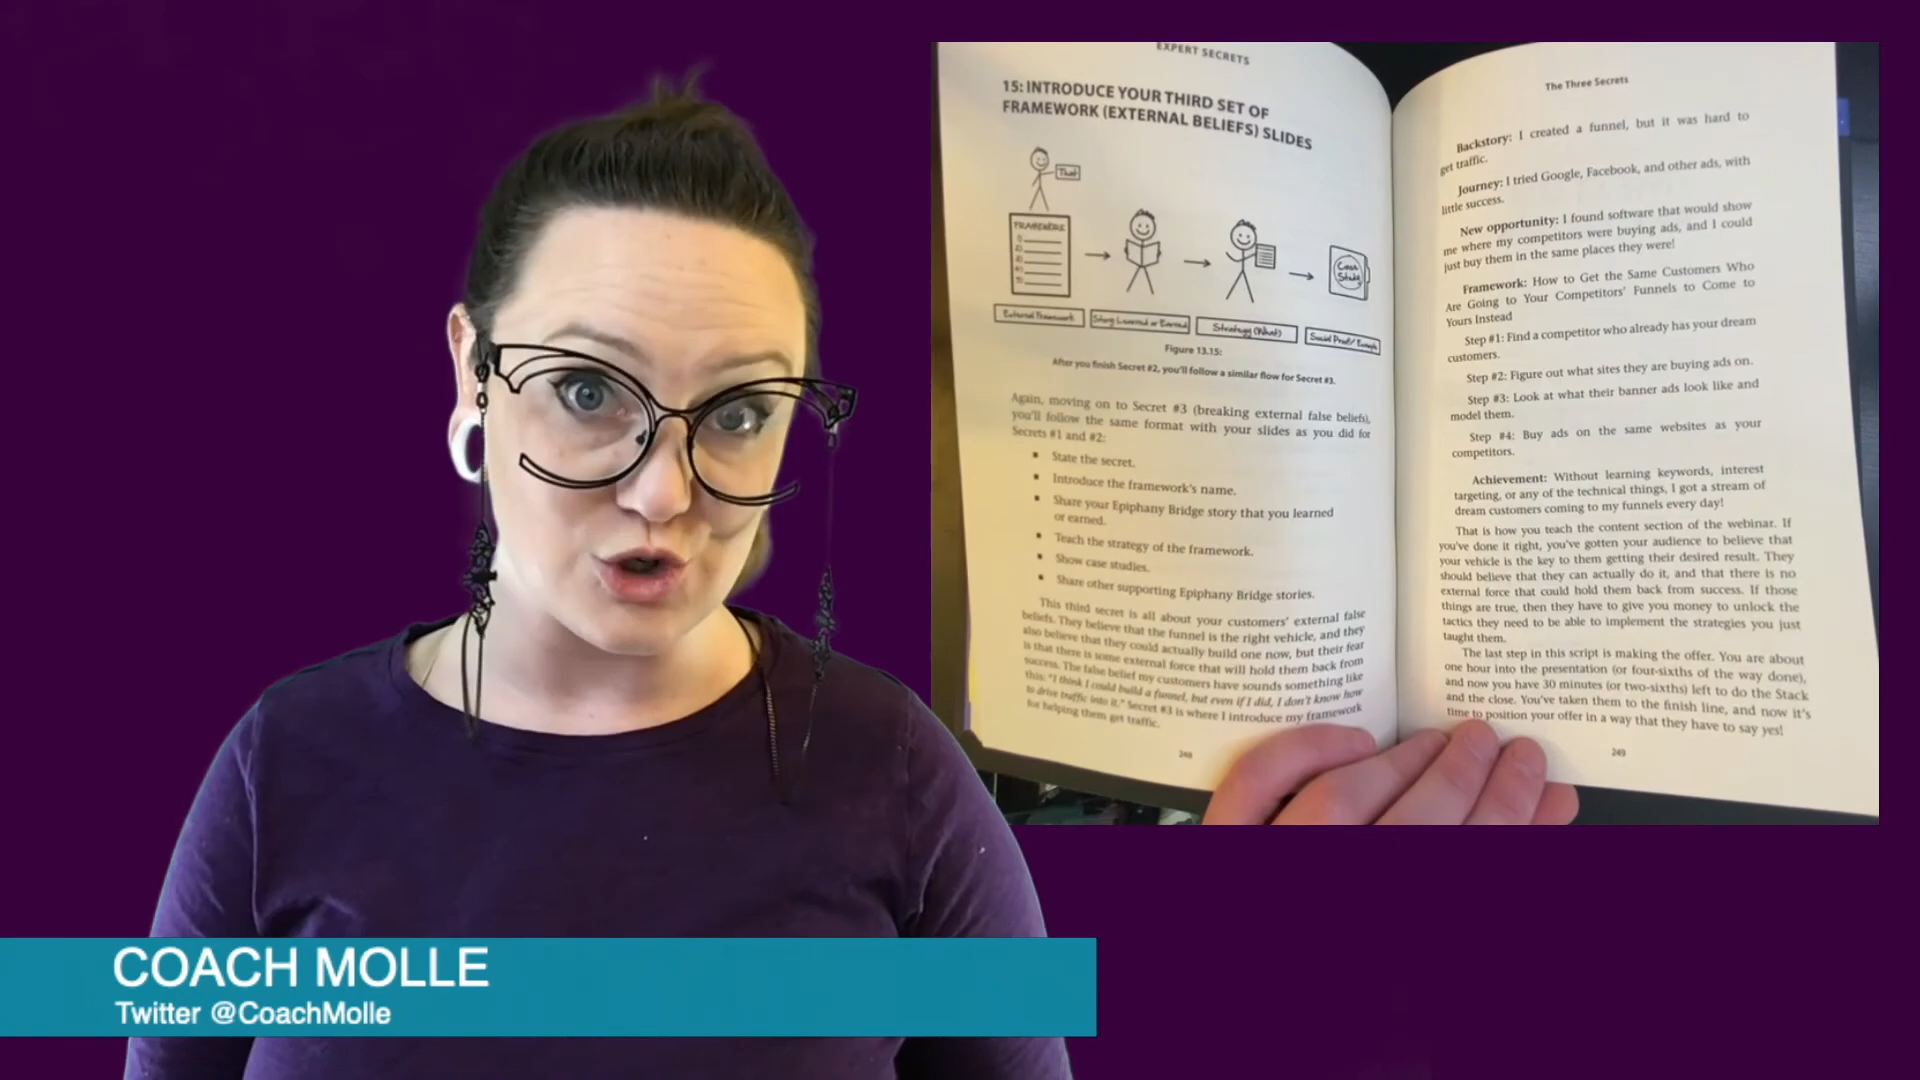 EXPERT SECRETS
15: INTRODUCE YOUR THIRD SET OF
FRAMEWORK (EXTERNAL BELIEFS) SLIDES
That
FRAMEWORK
1)
2)
3)
4)
5)
Case
Study
External Framework
Story Learned or Earned
Strategy (What)
Social Proof/ Example
Figure 13.15:
After you finish Secret #2, you'll follow a similar flow for Secret #3.
Again, moving on to Secret #3 (breaking external false beliefs),
you'll follow the same format with your slides as you did for
Secrets #1 and #2:
▪ State the secret.
▪ Introduce the framework's name.
▪ Share your Epiphany Bridge story that you learned
or earned.
▪ Teach the strategy of the framework.
▪ Show case studies.
▪ Share other supporting Epiphany Bridge stories.
This third secret is all about your customers' external false
beliefs. They believe that the funnel is the right vehicle, and they
also believe that they could actually build one now, but their fear
is that there is some external force that will hold them back from
success. The false belief my customers have sounds something like
this: "I think I could build a funnel, but even if I did, I don't know how
to drive traffic into it." Secret #3 is where I introduce my framework
for helping them get traffic.
248
The Three Secrets
Backstory: I created a funnel, but it was hard to
get traffic.
Journey: I tried Google, Facebook, and other ads, with
little success.
New opportunity: I found software that would show
me where my competitors were buying ads, and I could
just buy them in the same places they were!
Framework: How to Get the Same Customers Who
Are Going to Your Competitors' Funnels to Come to
Yours Instead
Step #1: Find a competitor who already has your dream
customers.
Step #2: Figure out what sites they are buying ads on.
Step #3: Look at what their banner ads look like and
model them.
Step #4: Buy ads on the same websites as your
competitors.
Achievement: Without learning keywords, interest
targeting, or any of the technical things, I got a stream of
dream customers coming to my funnels every day!
That is how you teach the content section of the webinar. If
you've done it right, you've gotten your audience to believe that
your vehicle is the key to them getting their desired result. They
should believe that they can actually do it, and that there is no
external force that could hold them back from success. If those
things are true, then they have to give you money to unlock the
tactics they need to be able to implement the strategies you just
taught them.
The last step in this script is making the offer. You are about
one hour into the presentation (or four-sixths of the way done),
and now you have 30 minutes (or two-sixths) left to do the Stack
and the close. You've taken them to the finish line, and now it's
time to position your offer in a way that they have to say yes!
249
COACH MOLLE
Twitter @CoachMolle